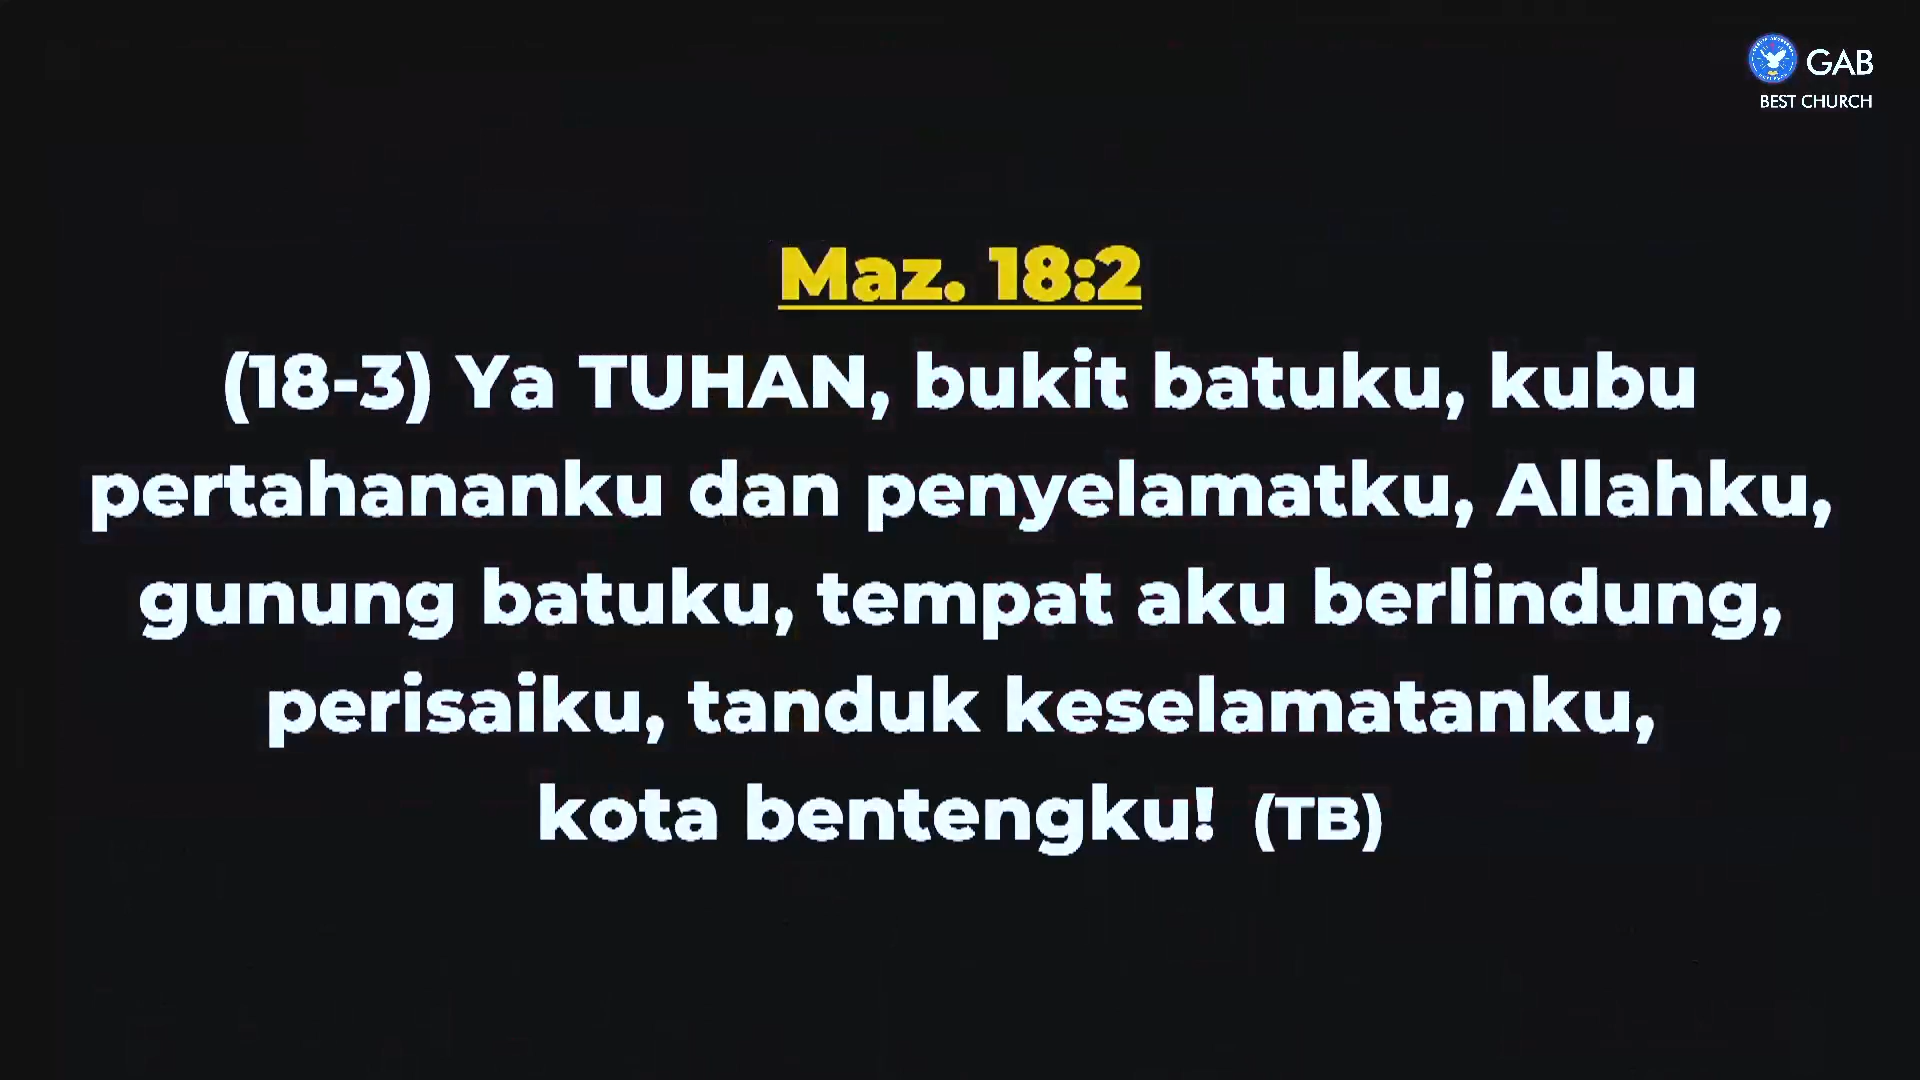 GAB
BEST CHURCH
Maz. 18:2
(18-3) Ya TUHAN, bukit batuku, kubu
pertahananku dan penyelamatku, Allahku,
gunung batuku, tempat aku berlindung,
perisaiku, tanduk keselamatanku,
kota bentengku! (TB)